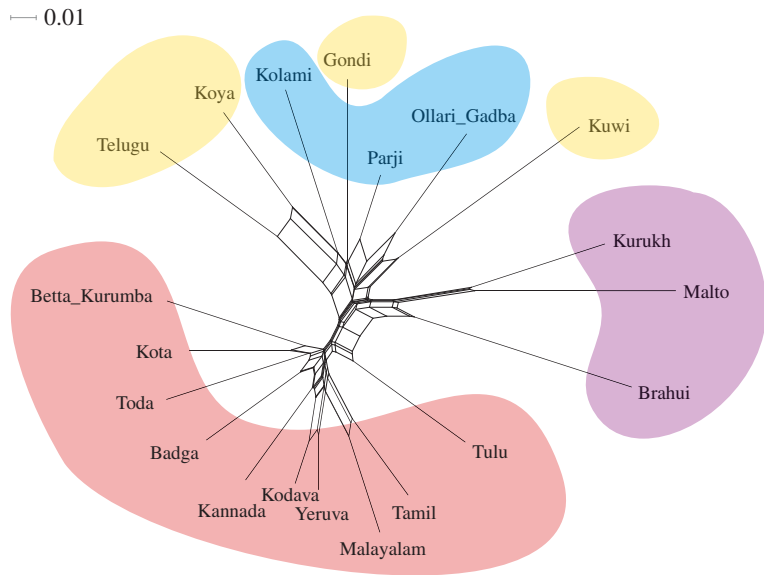 0.01
Gondi
Kolami
Koya
Ollari_Gadba
Kuwi
Telugu
Parji
Kurukh
Malto
Betta_Kurumba
Kota
Brahui
Toda
Badga
Tulu
Kodava
Kannada
Yeruva
Tamil
Malayalam